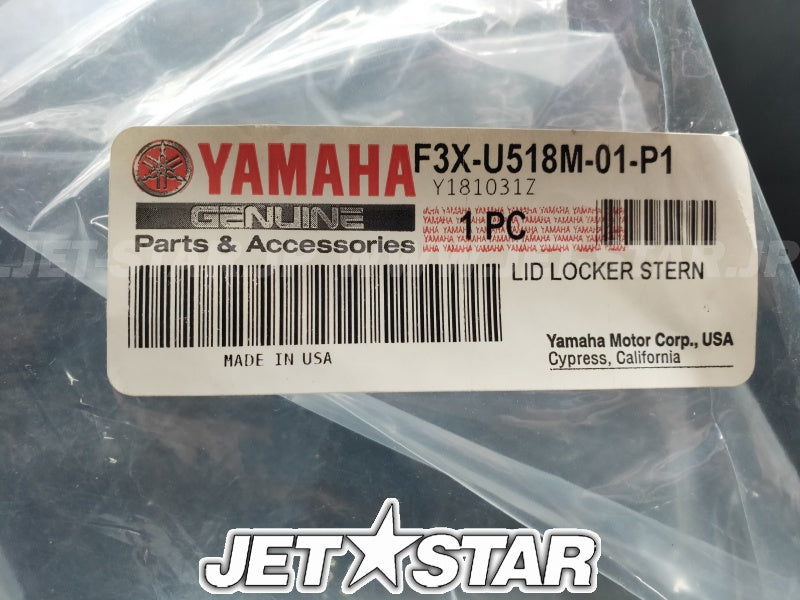 YAMAHA F3X-U518M-01-P1
Y181031Z
GENUINE 1 PC
Parts & Accessories
LID LOCKER STERN
MADE IN USA
Yamaha Motor Corp., USA
Cypress, California
JET★STAR